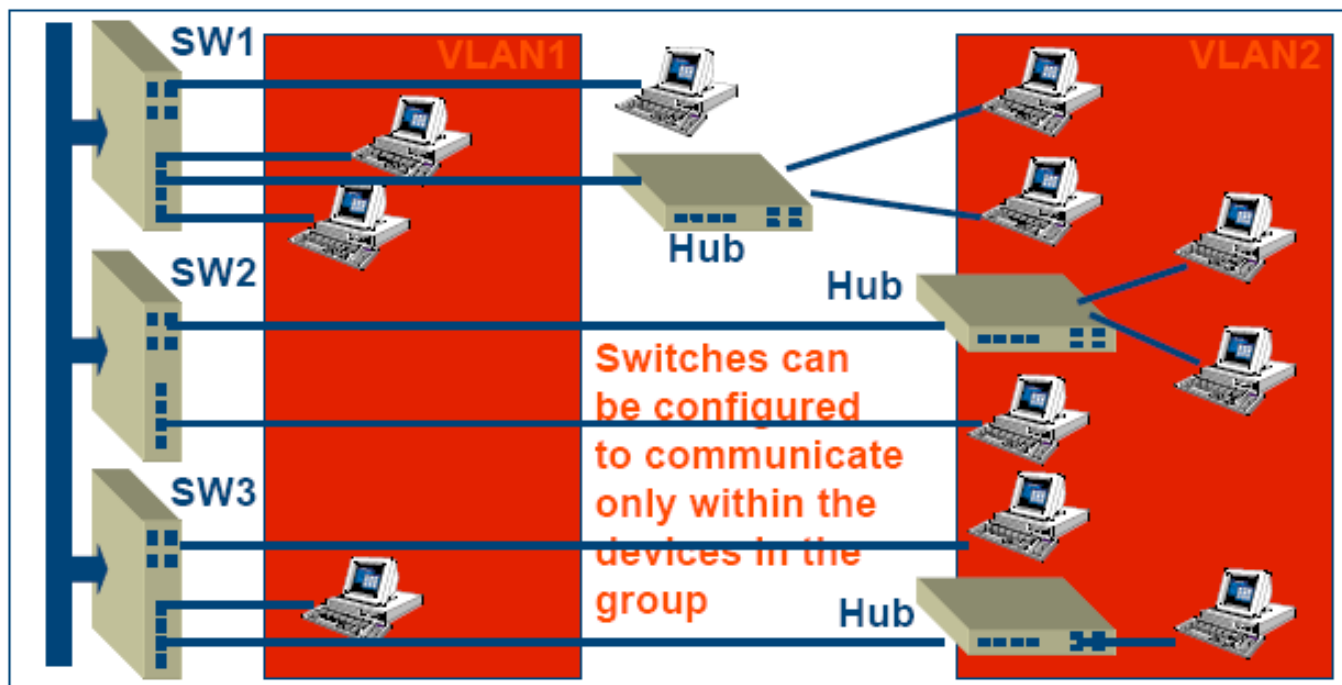 SW1
VLAN1
VLAN2
Hub
SW2
Hub
Switches can
be configured
to communicate
only within the
devices in the
group
SW3
Hub